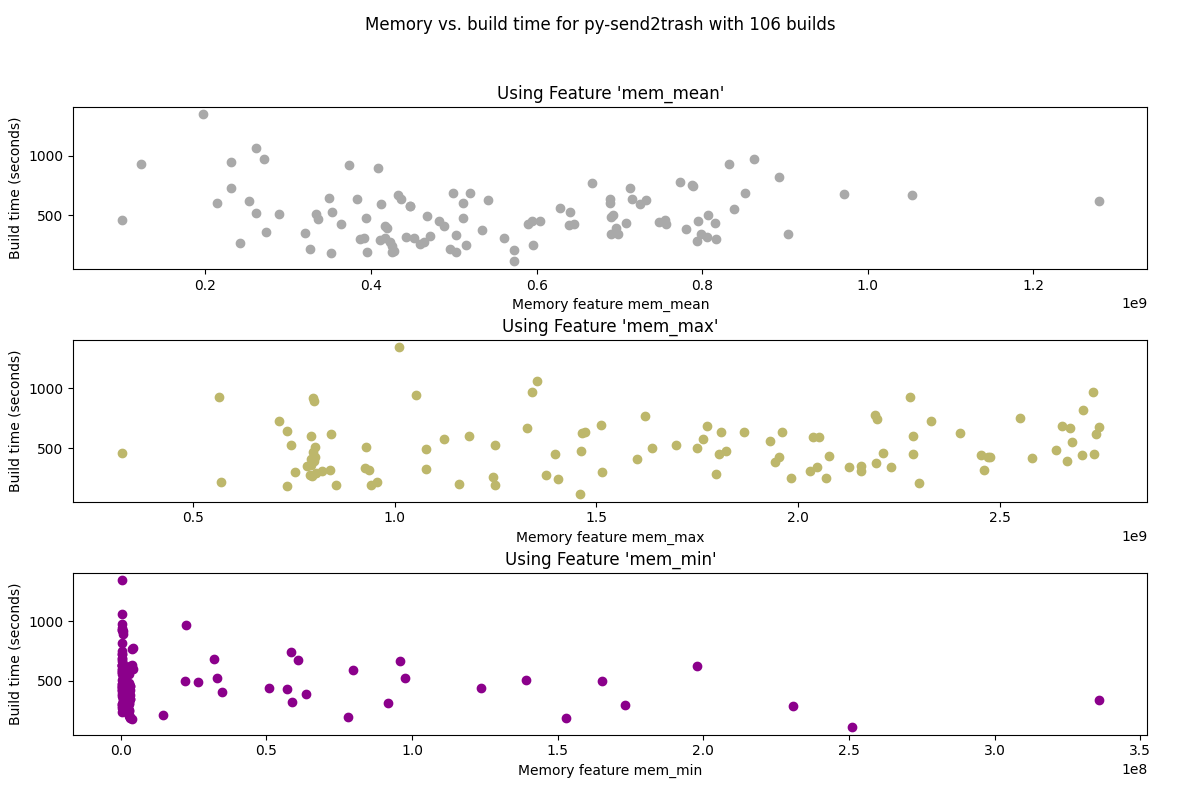 Memory vs. build time for py-send2trash with 106 builds
Using Feature 'mem_mean'
Build time (seconds)
1000
500
0.2 0.4 0.6 0.8 1.0 1.2
1e9
Memory feature mem_mean
Using Feature 'mem_max'
Build time (seconds)
1000
500
0.5 1.0 1.5 2.0 2.5
1e9
Memory feature mem_max
Using Feature 'mem_min'
Build time (seconds)
1000
500
0.0 0.5 1.0 1.5 2.0 2.5 3.0 3.5
1e8
Memory feature mem_min